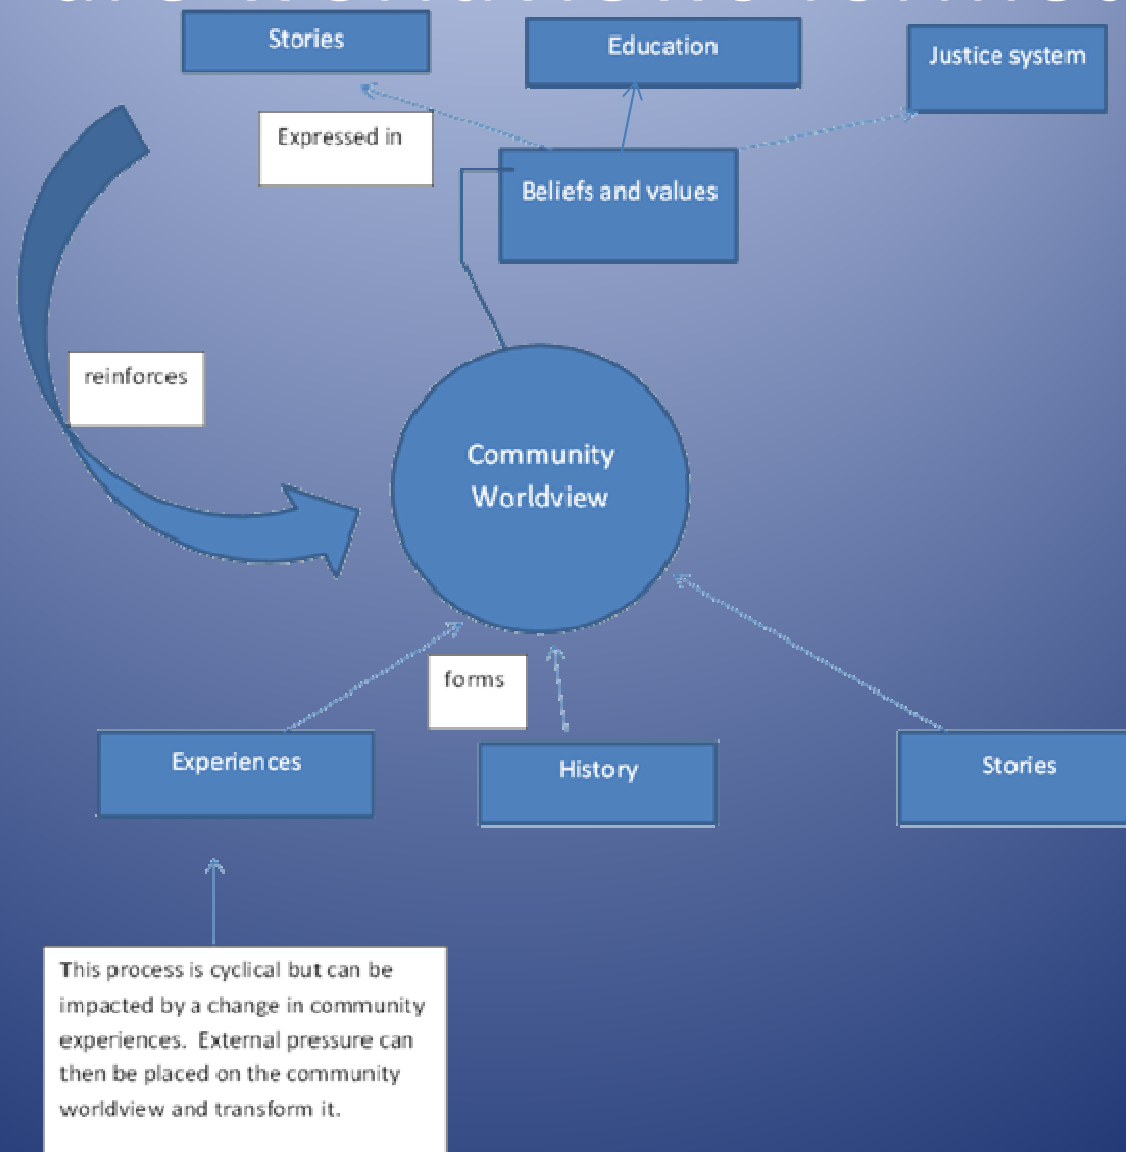 Stories
Education
Justice system
Expressed in
Beliefs and values
reinforces
Community
Worldview
forms
Experiences
History
Stories
This process is cyclical but can be
impacted by a change in community
experiences.  External pressure can
then be placed on the community
worldview and transform it.